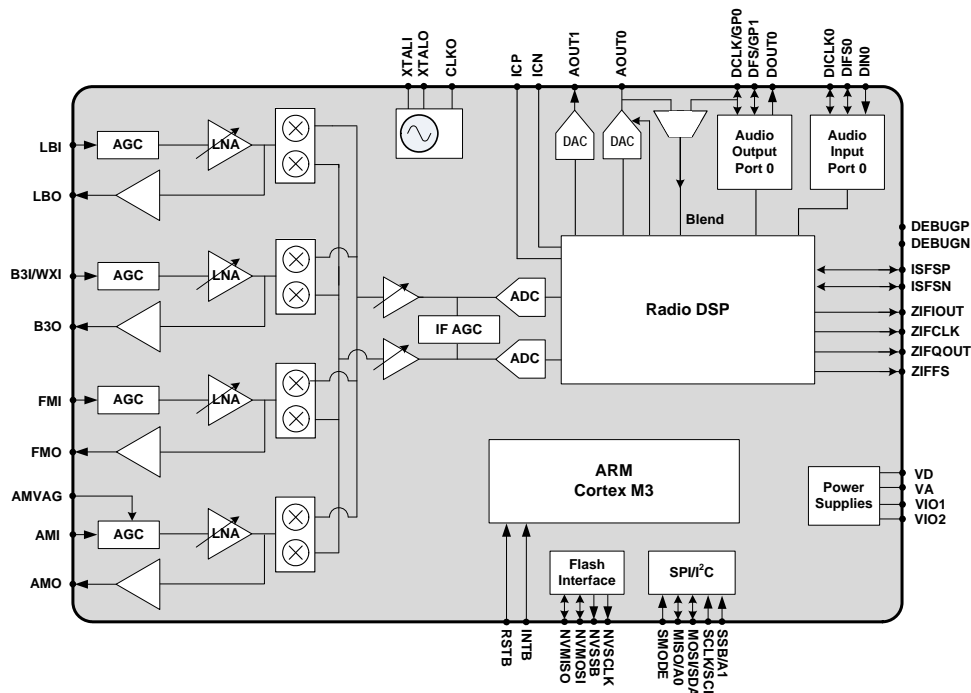 XTALI
XTALO
CLKO
ICP
ICN
AOUT1
AOUT0
DCLK/GP0
DFS/GP1
DOUT0
DICLK0
DIFS0
DIN0
LBI
AGC
LNA
LBO
DAC
DAC
Audio
Output
Port 0
Audio
Input
Port 0
Blend
DEBUGP
DEBUGN
B3I/WXI
AGC
LNA
B3O
ADC
IF AGC
ADC
Radio DSP
ISFSP
ISFSN
ZIFIOUT
ZIFCLK
ZIFQOUT
ZIFFS
FMI
AGC
LNA
FMO
AMVAG
AMI
AGC
LNA
AMO
ARM
Cortex M3
Power
Supplies
VD
VA
VIO1
VIO2
Flash
Interface
SPI/I²C
RSTB
INTB
NVMISO
NVMOSI
NVSSB
NVSCLK
SMODE
MISO/A0
MOSI/SDA
SCLK/SCL
SSB/A1